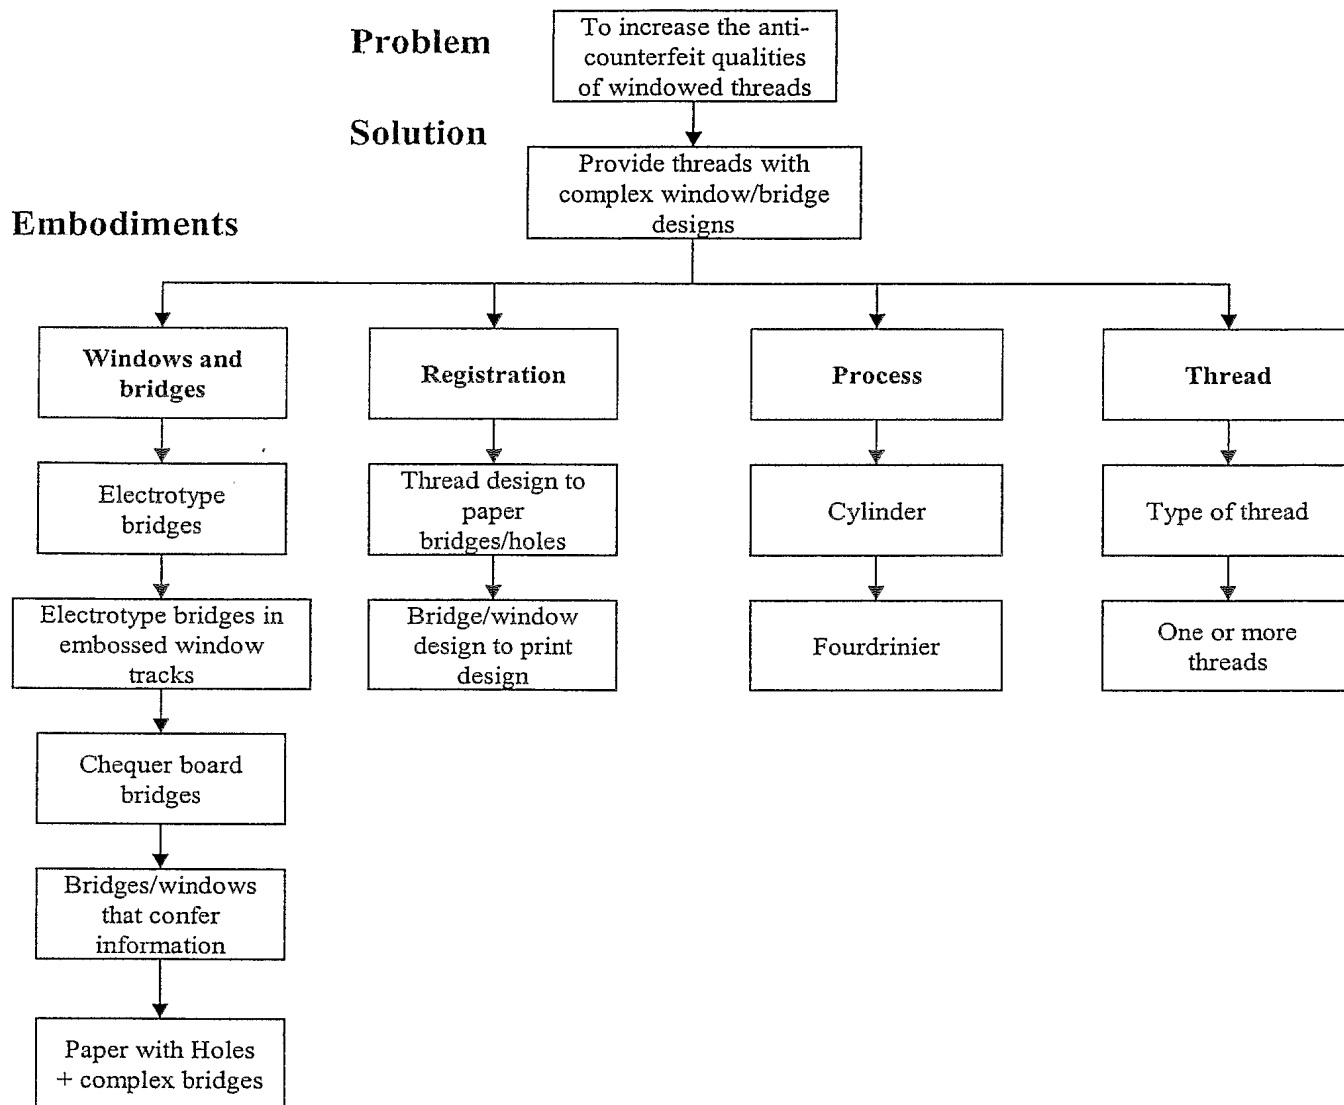 Problem
To increase the anti-
counterfeit qualities
of windowed threads
Solution
Provide threads with
complex window/bridge
designs
Embodiments
Windows and
bridges
Electrotype
bridges
Electrotype bridges in
embossed window
tracks
Chequer board
bridges
Bridges/windows
that confer
information
Paper with Holes
+ complex bridges
Registration
Thread design to
paper
bridges/holes
Bridge/window
design to print
design
Process
Cylinder
Fourdrinier
Thread
Type of thread
One or more
threads